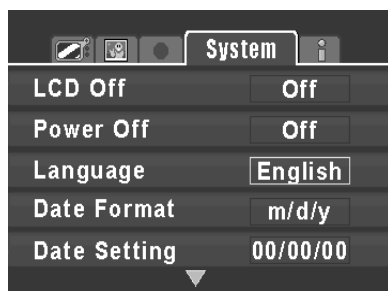 System
LCD Off Off
Power Off Off
Language English
Date Format m/d/y
Date Setting 00/00/00